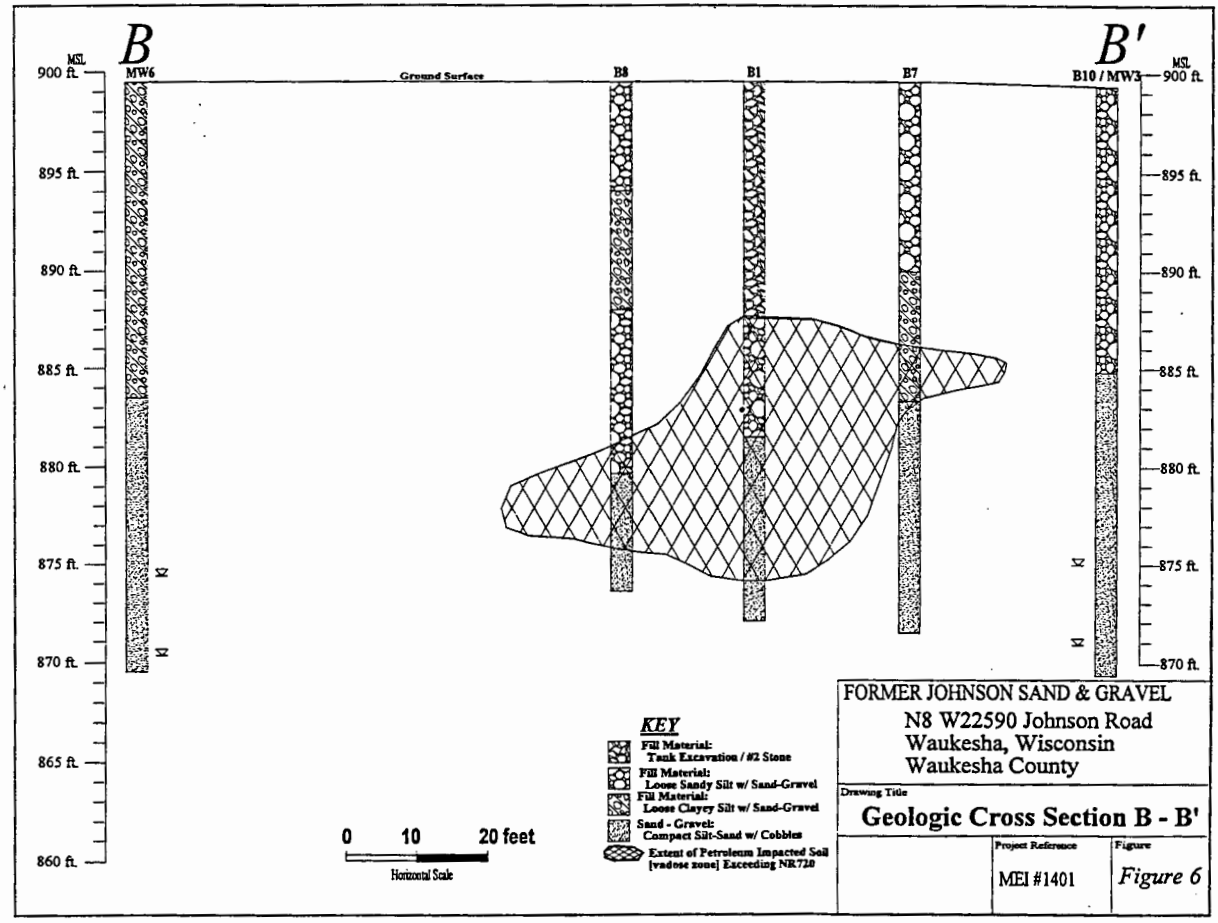 B
B'
MSL
MSL
900 ft.
MW6
Ground Surface
B8
B1
B7
B10 / MW3
900 ft.
895 ft.
895 ft.
890 ft.
890 ft.
885 ft.
885 ft.
880 ft.
880 ft.
875 ft.
875 ft.
870 ft.
870 ft.
865 ft.
860 ft.
0 10 20 feet
Horizontal Scale
KEY
Fill Material:
Tank Excavation / #2 Stone
Fill Material:
Loose Sandy Silt w/ Sand-Gravel
Fill Material:
Loose Clayey Silt w/ Sand-Gravel
Sand - Gravel:
Compact Silt-Sand w/ Cobbles
Extent of Petroleum Impacted Soil
[vadose zone] Exceeding NR720
FORMER JOHNSON SAND & GRAVEL
N8 W22590 Johnson Road
Waukesha, Wisconsin
Waukesha County
Drawing Title
Geologic Cross Section B - B'
Project Reference
MEI #1401
Figure
Figure 6